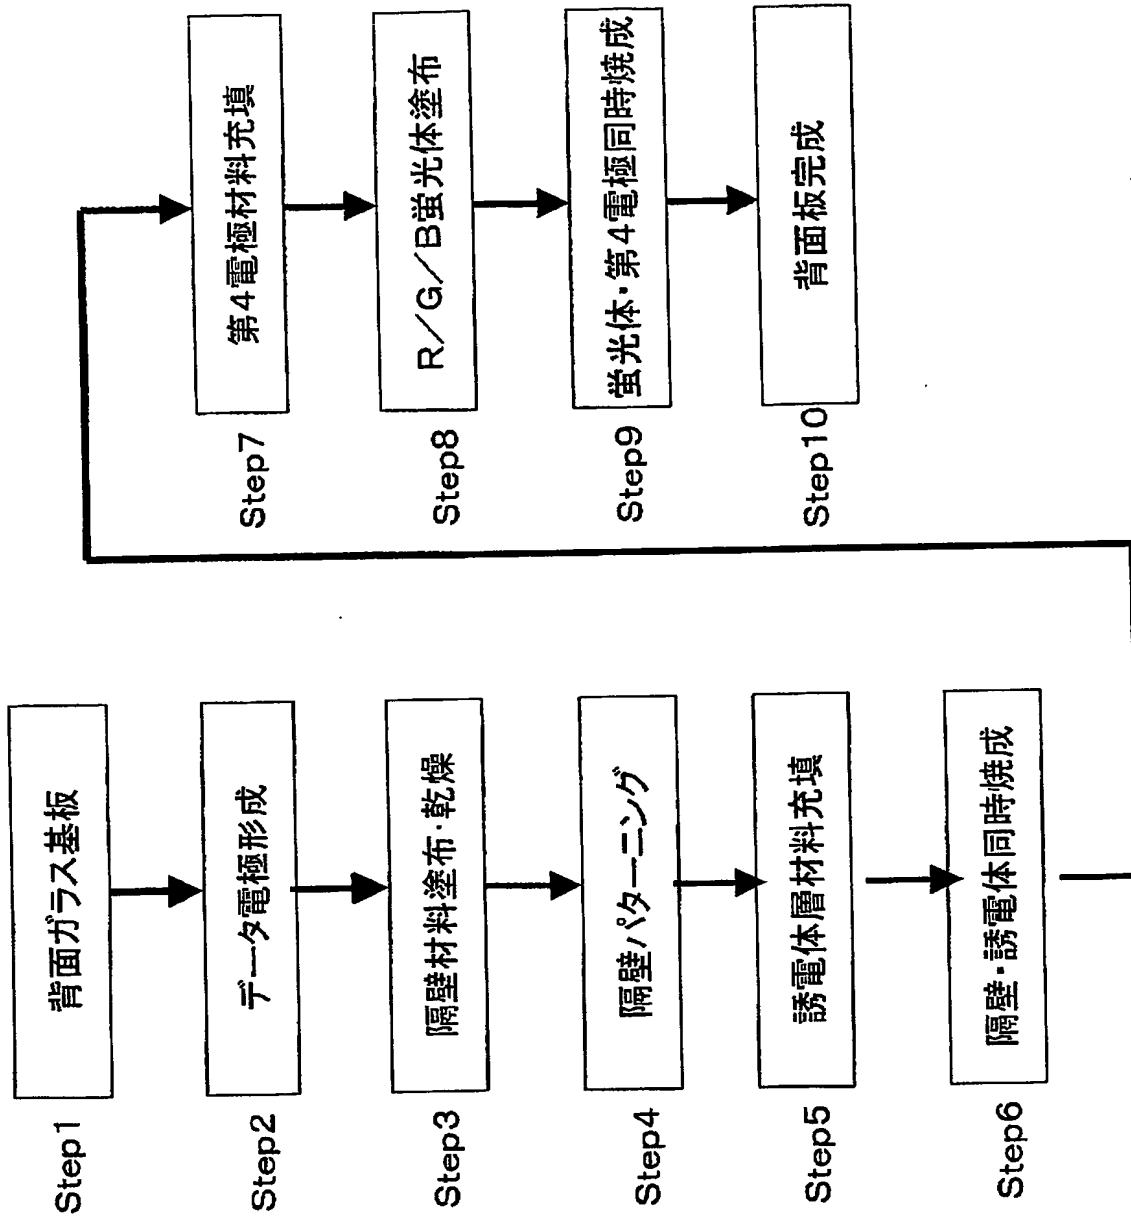 Step1
背面ガラス基板
Step2
データ電極形成
Step3
隔壁材料塗布・乾燥
Step4
隔壁パターニング
Step5
誘電体層材料充填
Step6
隔壁・誘電体同時焼成
Step7
第4電極材料充填
Step8
R/G/B蛍光体塗布
Step9
蛍光体・第4電極同時焼成
Step10
背面板完成